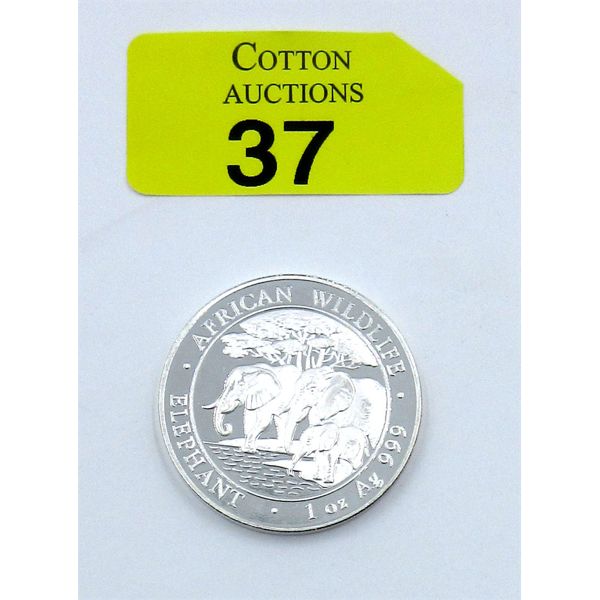 COTTON
AUCTIONS
37
AFRICAN WILDLIFE
ELEPHANT · 1 oz Ag 999